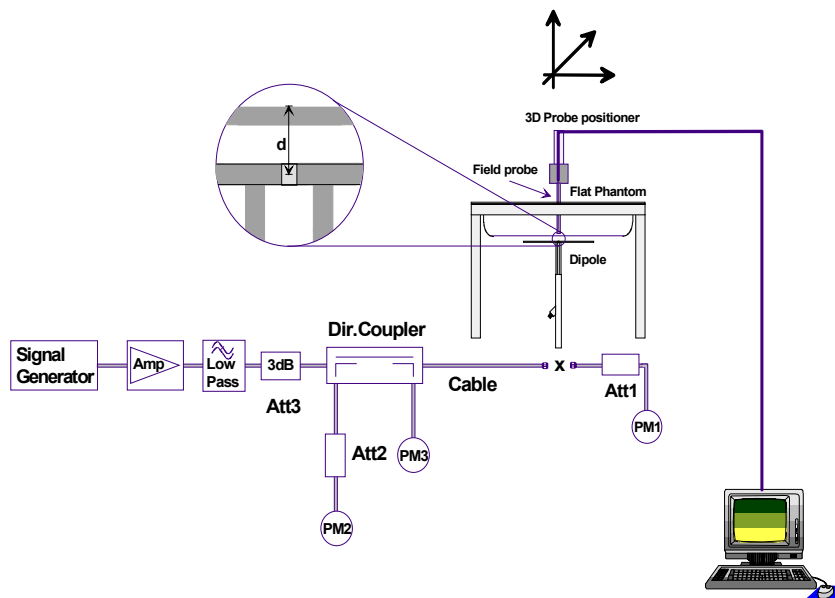 3D Probe positioner
d
Field probe
Flat Phantom
Dipole
Dir.Coupler
Signal
Generator
Amp
Low
Pass
3dB
Cable
x
Att1
Att3
PM1
Att2
PM3
PM2